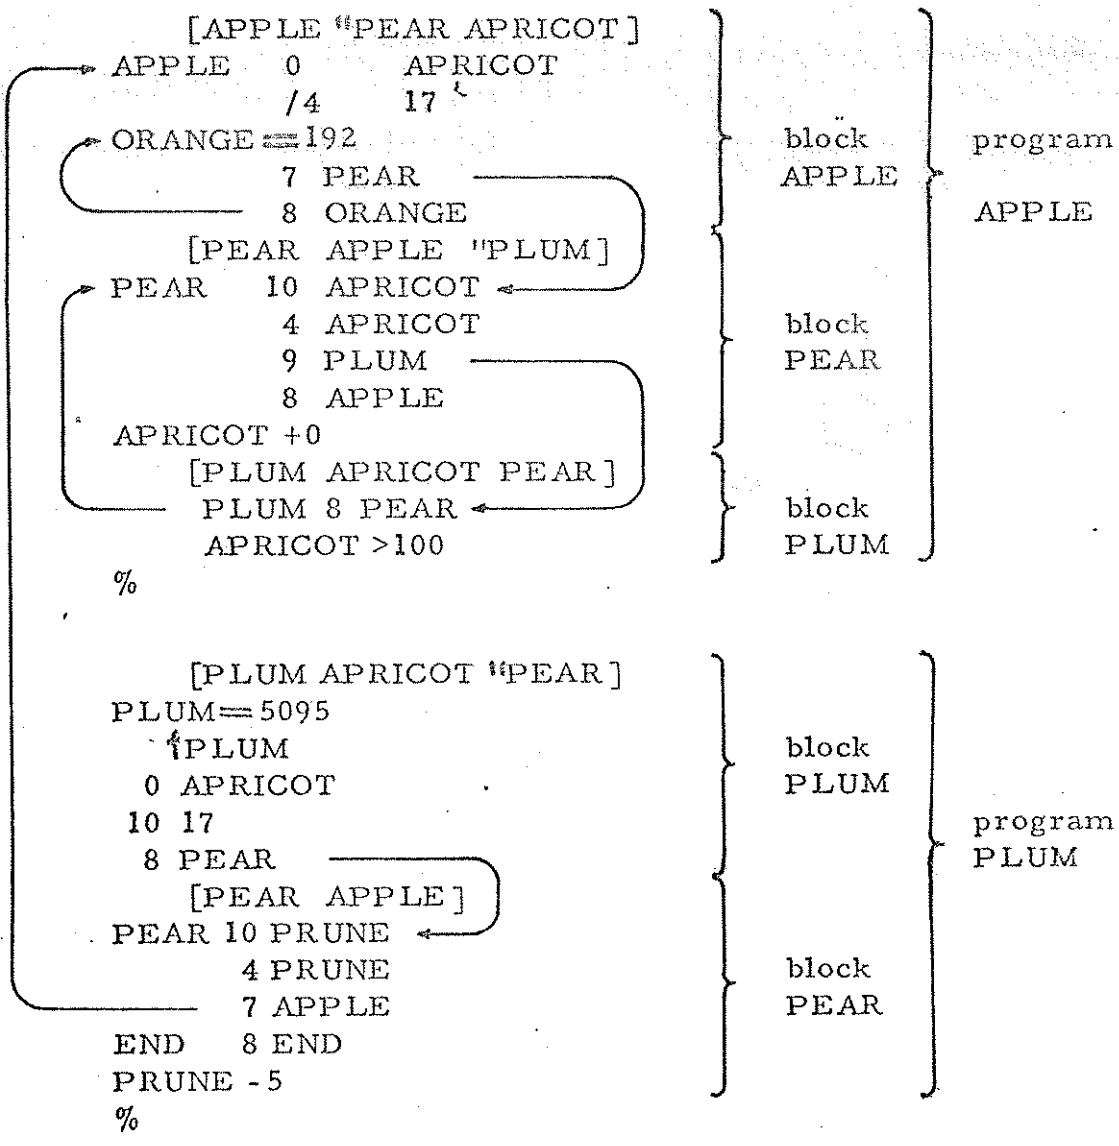 [APPLE "PEAR APRICOT]
APPLE 0 APRICOT
/4 17
ORANGE=192 block program
7 PEAR APPLE
8 ORANGE APPLE
[PEAR APPLE "PLUM]
PEAR 10 APRICOT
4 APRICOT block
9 PLUM PEAR
8 APPLE
APRICOT +0
[PLUM APRICOT PEAR]
PLUM 8 PEAR block
APRICOT >100 PLUM
%
[PLUM APRICOT "PEAR]
PLUM=5095
PLUM block
0 APRICOT PLUM
10 17 program
8 PEAR PLUM
[PEAR APPLE]
PEAR 10 PRUNE
4 PRUNE block
7 APPLE PEAR
END 8 END
PRUNE -5
%